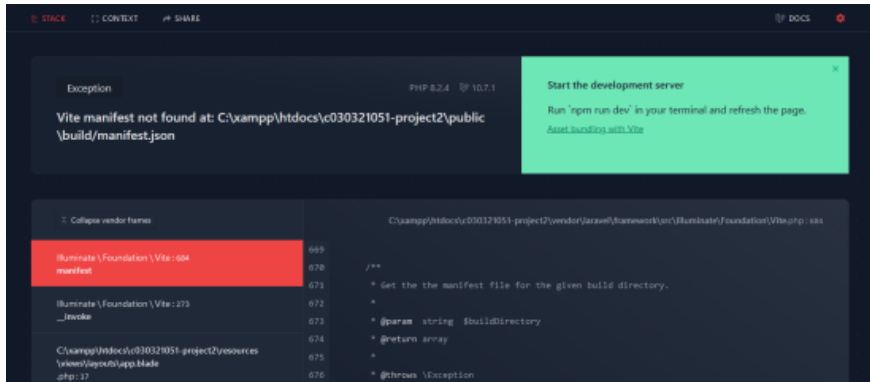 STACK
CONTEXT
SHARE
DOCS
Exception
PHP 8.2.4
10.7.1
Vite manifest not found at: C:\xampp\htdocs\c030321051-project2\public
\build/manifest.json
Start the development server
Run `npm run dev` in your terminal and refresh the page.
Asset bundling with Vite
Collapse vendor frames
Illuminate\Foundation\Vite:684
manifest
Illuminate\Foundation\Vite:273
__invoke
C:\xampp\htdocs\c030321051-project2\resources
\views\layouts\app.blade
.php:17
C:\xampp\htdocs\c030321051-project2\vendor\laravel\framework\src\Illuminate\Foundation\Vite.php:684
669
670 /**
671 * Get the the manifest file for the given build directory.
672 *
673 * @param string $buildDirectory
674 * @return array
675 *
676 * @throws \Exception